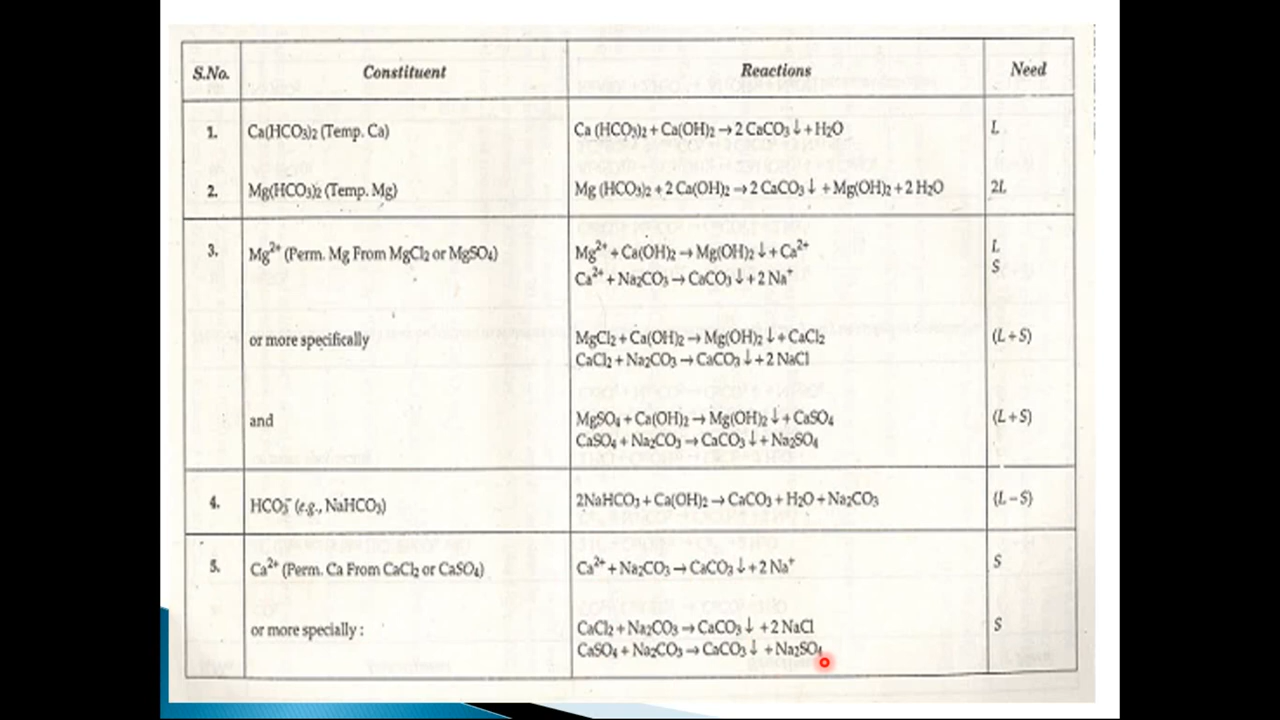 S.No. Constituent Reactions Need
1. Ca(HCO₃)₂ (Temp. Ca) Ca (HCO₃)₂ + Ca(OH)₂ → 2 CaCO₃↓ + H₂O L
2. Mg(HCO₃)₂ (Temp. Mg) Mg (HCO₃)₂ + 2 Ca(OH)₂ → 2 CaCO₃↓ + Mg(OH)₂ + 2 H₂O 2L
3. Mg²⁺ (Perm. Mg From MgCl₂ or MgSO₄) Mg²⁺ + Ca(OH)₂ → Mg(OH)₂↓ + Ca²⁺ L
Ca²⁺ + Na₂CO₃ → CaCO₃↓ + 2 Na⁺ S
or more specifically MgCl₂ + Ca(OH)₂ → Mg(OH)₂↓ + CaCl₂ (L + S)
CaCl₂ + Na₂CO₃ → CaCO₃↓ + 2 NaCl
and MgSO₄ + Ca(OH)₂ → Mg(OH)₂↓ + CaSO₄ (L + S)
CaSO₄ + Na₂CO₃ → CaCO₃↓ + Na₂SO₄
4. HCO₃⁻ (e.g., NaHCO₃) 2NaHCO₃ + Ca(OH)₂ → CaCO₃ + H₂O + Na₂CO₃ (L − S)
5. Ca²⁺ (Perm. Ca From CaCl₂ or CaSO₄) Ca²⁺ + Na₂CO₃ → CaCO₃↓ + 2 Na⁺ S
or more specially : CaCl₂ + Na₂CO₃ → CaCO₃↓ + 2 NaCl S
CaSO₄ + Na₂CO₃ → CaCO₃↓ + Na₂SO₄